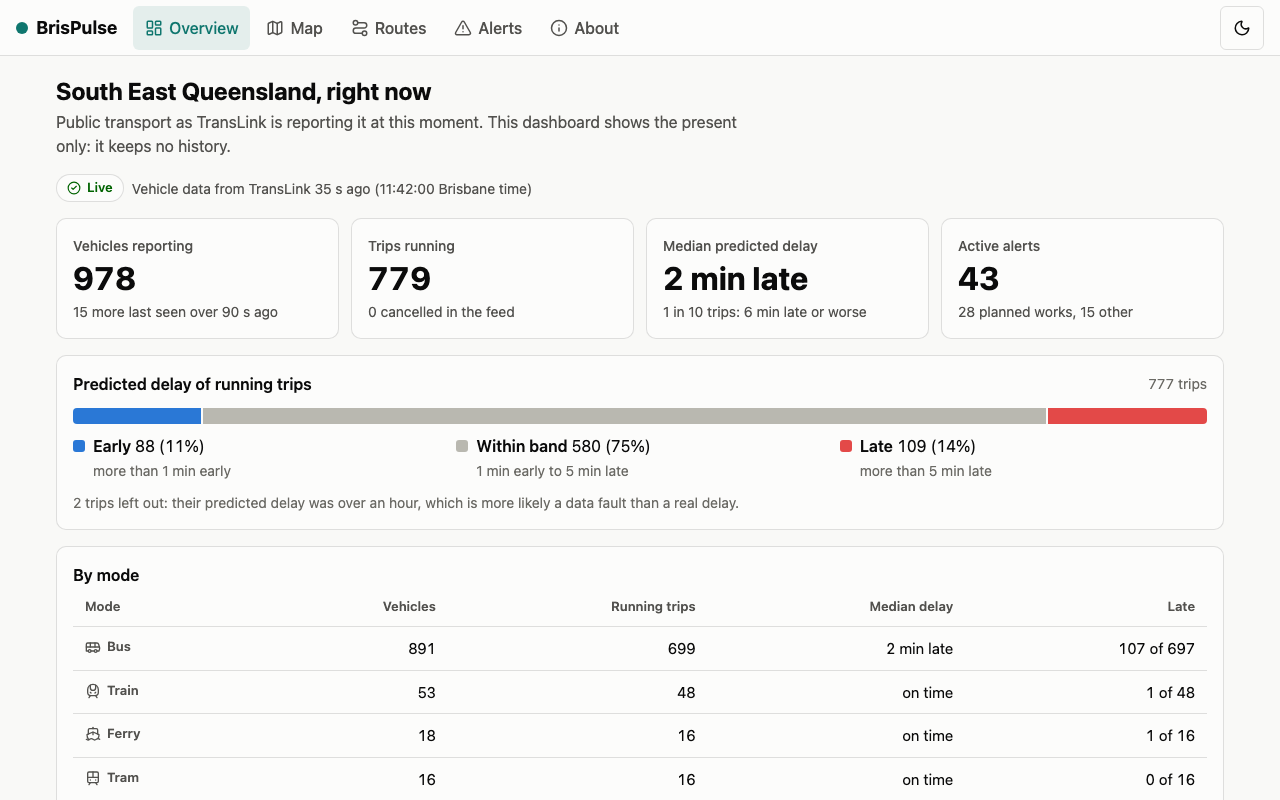 BrisPulse
Overview
Map
Routes
Alerts
About
South East Queensland, right now
Public transport as TransLink is reporting it at this moment. This dashboard shows the present
only: it keeps no history.
Live
Vehicle data from TransLink 35 s ago (11:42:00 Brisbane time)
Vehicles reporting
978
15 more last seen over 90 s ago
Trips running
779
0 cancelled in the feed
Median predicted delay
2 min late
1 in 10 trips: 6 min late or worse
Active alerts
43
28 planned works, 15 other
Predicted delay of running trips
777 trips
Early 88 (11%)
more than 1 min early
Within band 580 (75%)
1 min early to 5 min late
Late 109 (14%)
more than 5 min late
2 trips left out: their predicted delay was over an hour, which is more likely a data fault than a real delay.
By mode
Mode Vehicles Running trips Median delay Late
Bus 891 699 2 min late 107 of 697
Train 53 48 on time 1 of 48
Ferry 18 16 on time 1 of 16
Tram 16 16 on time 0 of 16